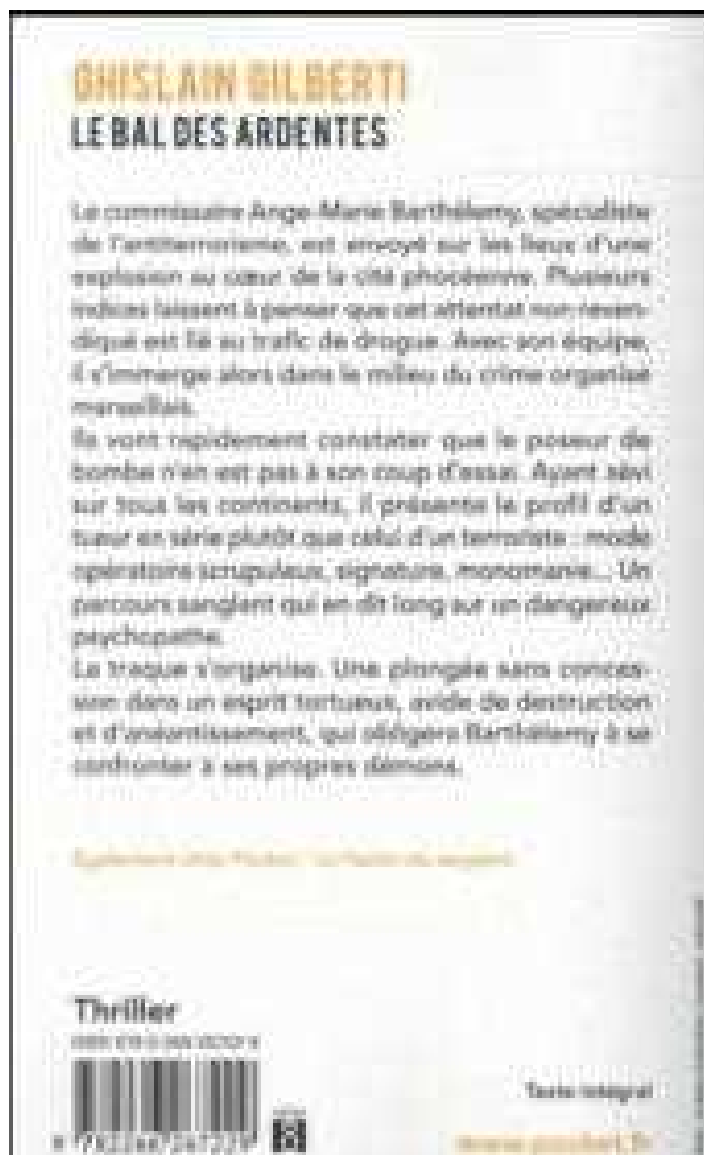 GHISLAIN GILBERTI
LE BAL DES ARDENTES
Le commissaire Ange-Marie Barthélemy, spécialiste
de l'antiterrorisme, est envoyé sur les lieux d'une
explosion au cœur de la cité phocéenne. Plusieurs
indices laissent à penser que cet attentat non reven-
diqué est lié au trafic de drogue. Avec son équipe,
il s'immerge alors dans le milieu du crime organisé
marseillais.
Ils vont rapidement constater que le poseur de
bombe n'en est pas à son coup d'essai. Ayant sévi
sur tous les continents, il présente le profil d'un
tueur en série plutôt que celui d'un terroriste : mode
opératoire scrupuleux, signature, monomanie... Un
parcours sanglant qui en dit long sur un dangereux
psychopathe.
La traque s'organise. Une plongée sans conces-
sion dans un esprit tortueux, avide de destruction
et d'anéantissement, qui obligera Barthélemy à se
confronter à ses propres démons.
Également chez Pocket :
Thriller
ISBN
Texte intégral
www.pocket.fr